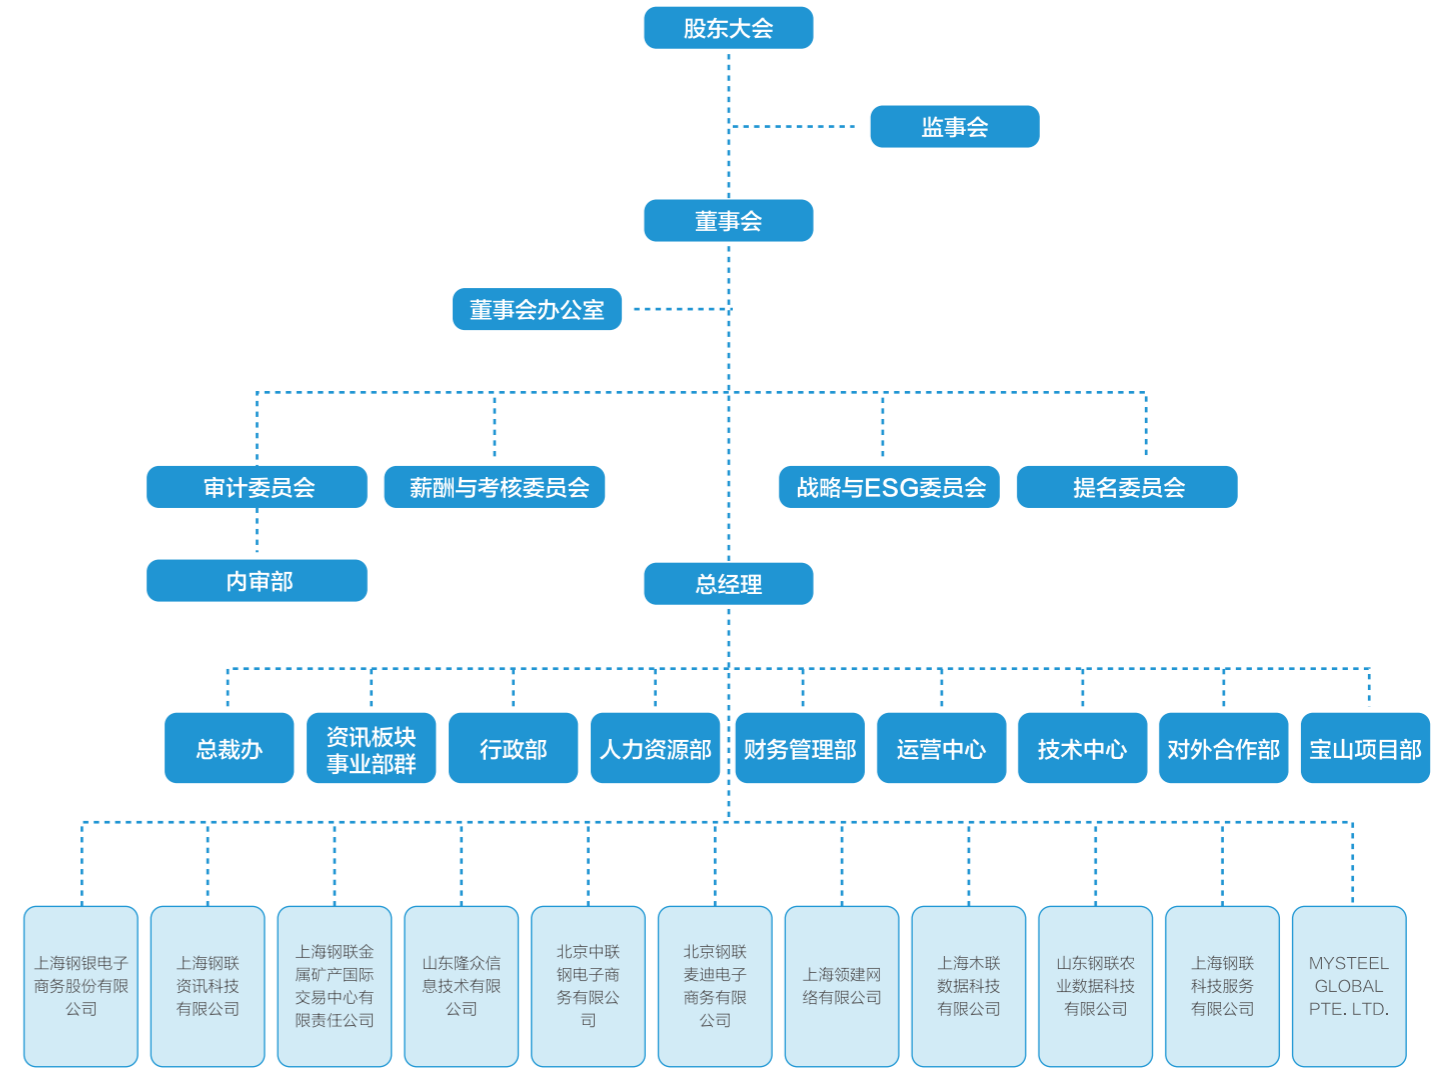 股东大会
监事会
董事会
董事会办公室
审计委员会
薪酬与考核委员会
战略与ESG委员会
提名委员会
内审部
总经理
总裁办
资讯板块
事业部群
行政部
人力资源部
财务管理部
运营中心
技术中心
对外合作部
宝山项目部
上海钢银电子
商务股份有限
公司
上海钢联
资讯科技
有限公司
上海钢联金
属矿产国际
交易中心有
限责任公司
山东隆众信
息技术有限
公司
北京中联
钢电子商
务有限公
司
北京钢联
麦迪电子
商务有限
公司
上海领建网
络有限公司
上海木联
数据科技
有限公司
山东钢联农
业数据科技
有限公司
上海钢联
科技服务
有限公司
MYSTEEL
GLOBAL
PTE. LTD.